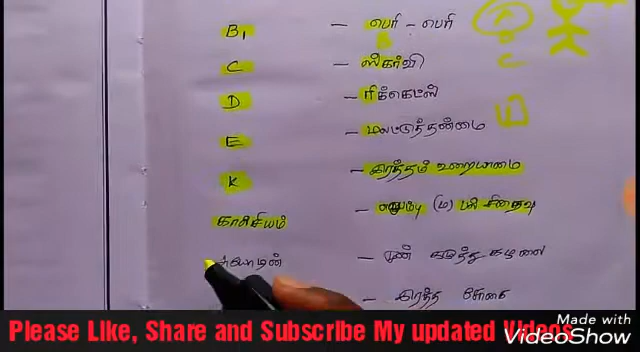 B1 - பெரி - பெரி
C - ஸ்கர்வி
D - ரிக்கெட்ஸ்
E - மலட்டுத்தன்மை
K - இரத்தம் உறையாமை
கால்சியம் - எலும்பு (ம) பல் சிதைவு
அயோடின் - முன் கழுத்து கழலை
- இரத்த சோகை
Made with
VideoShow
Please Like, Share and Subscribe My updated Videos